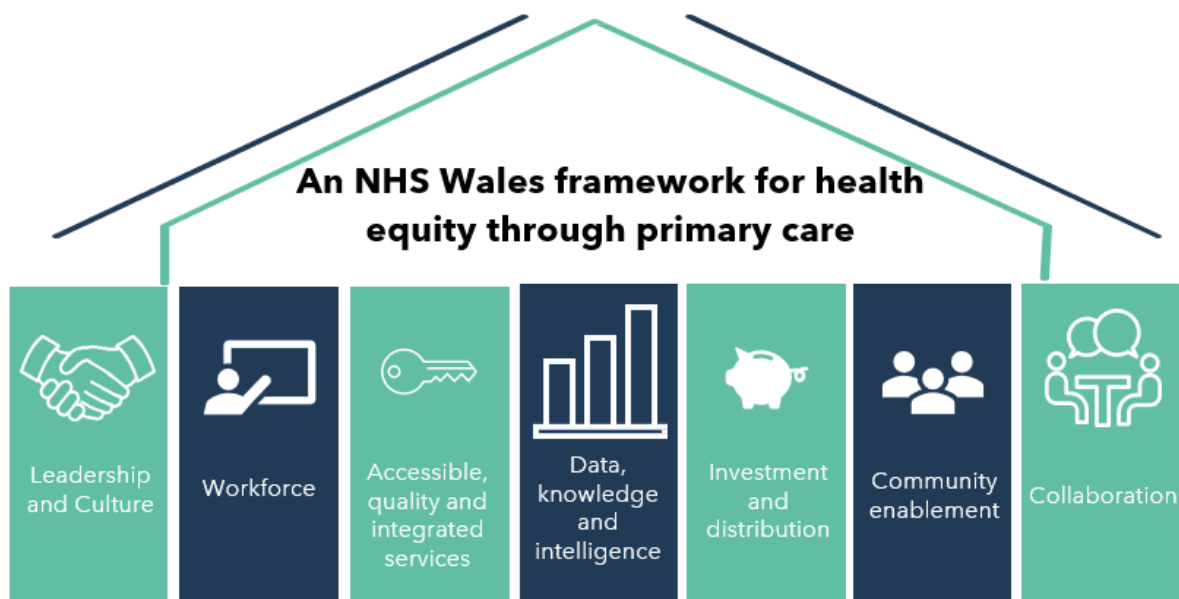 An NHS Wales framework for health
equity through primary care
Leadership
and Culture
Workforce
Accessible,
quality and
integrated
services
Data,
knowledge
and
intelligence
Investment
and
distribution
Community
enablement
Collaboration